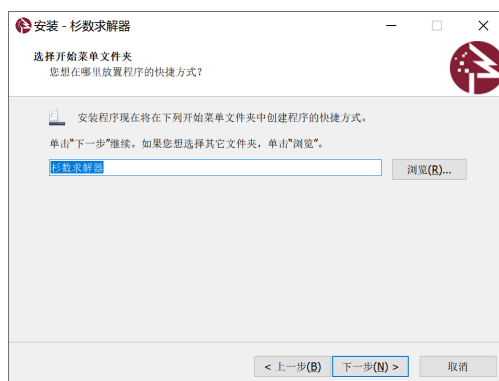 安装 - 杉数求解器
选择开始菜单文件夹
您想在哪里放置程序的快捷方式?
安装程序现在将在下列开始菜单文件夹中创建程序的快捷方式。
单击“下一步”继续。如果您想选择其它文件夹，单击“浏览”。
杉数求解器
浏览(R)...
< 上一步(B)
下一步(N) >
取消